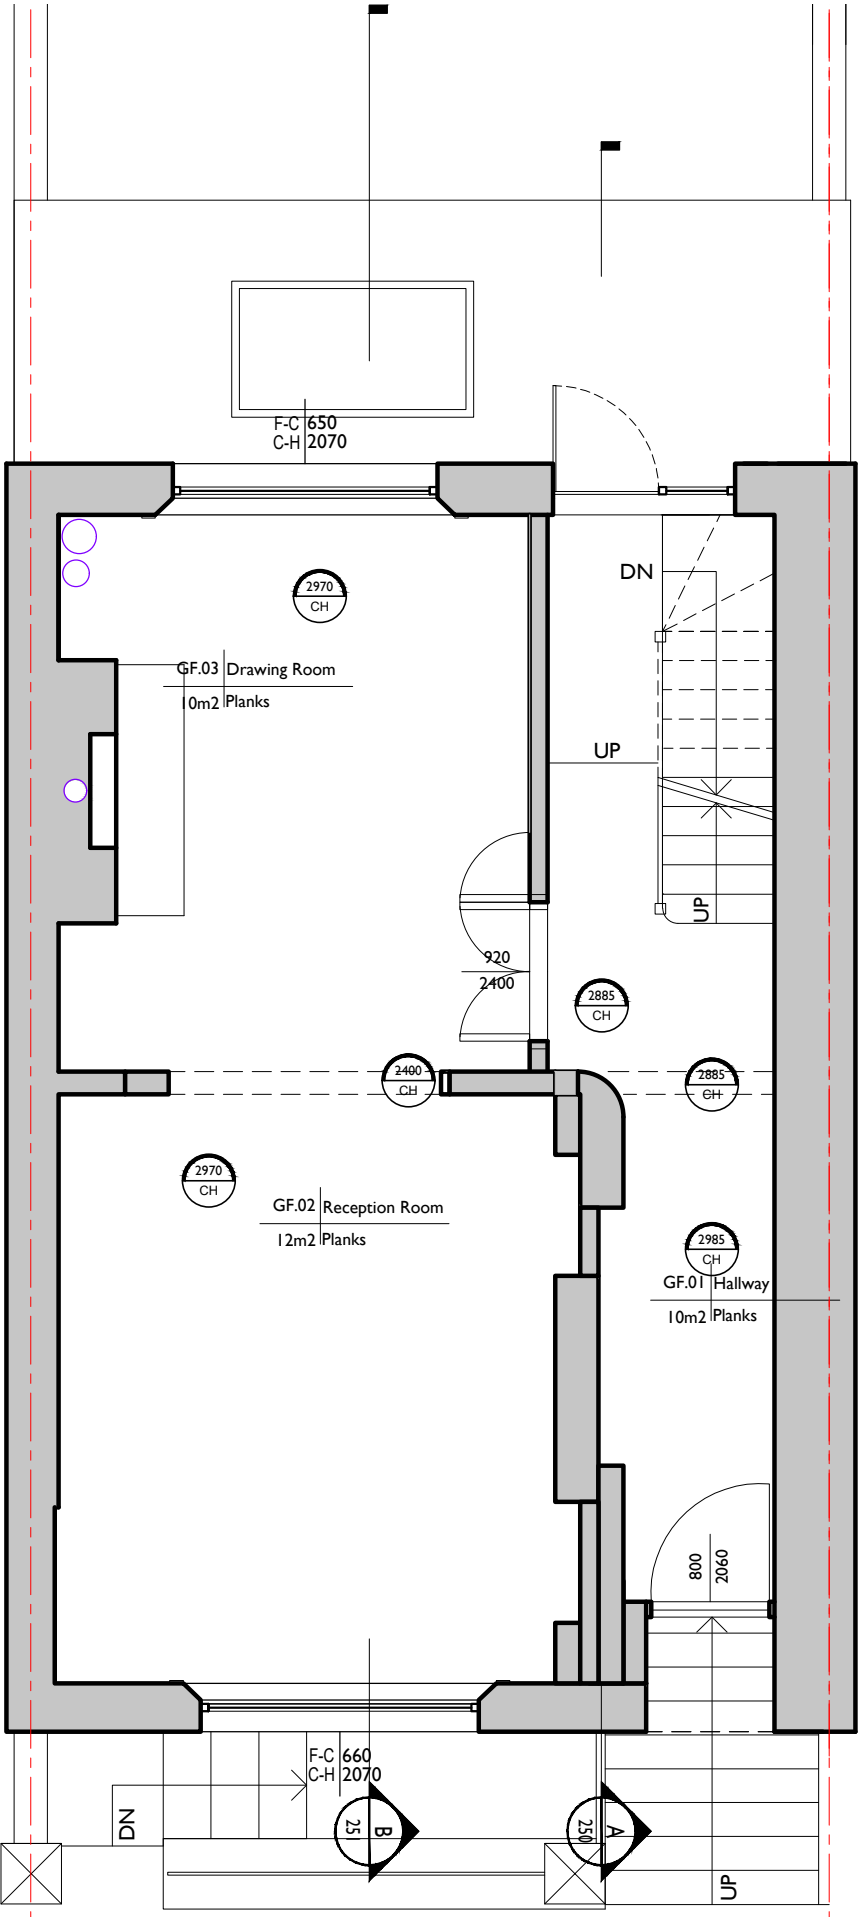 F-C 650
C-H 2070
2970
CH
DN
GF.03 Drawing Room
10m2 Planks
UP
UP
920
2400
2885
CH
2400
CH
2885
CH
2970
CH
GF.02 Reception Room
12m2 Planks
2985
CH
GF.01 Hallway
10m2 Planks
800
2060
F-C 660
C-H 2070
DN
B
251
A
250
UP